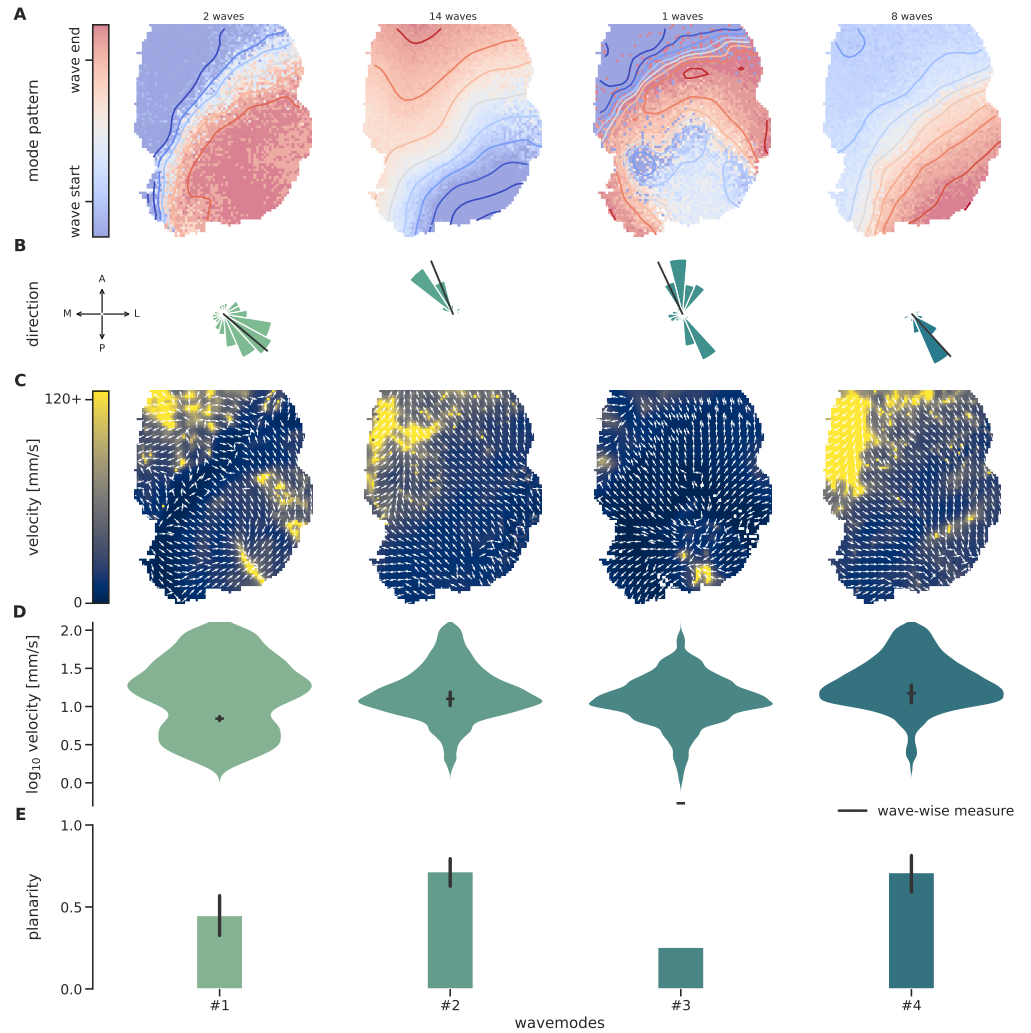 A
2 waves
14 waves
1 waves
8 waves
wave end
mode pattern
wave start
B
direction
A
M
L
P
C
120+
velocity [mm/s]
0
D
2.0
1.5
1.0
0.5
0.0
log10 velocity [mm/s]
E
wave-wise measure
1.0
0.5
0.0
planarity
#1
#2
#3
#4
wavemodes